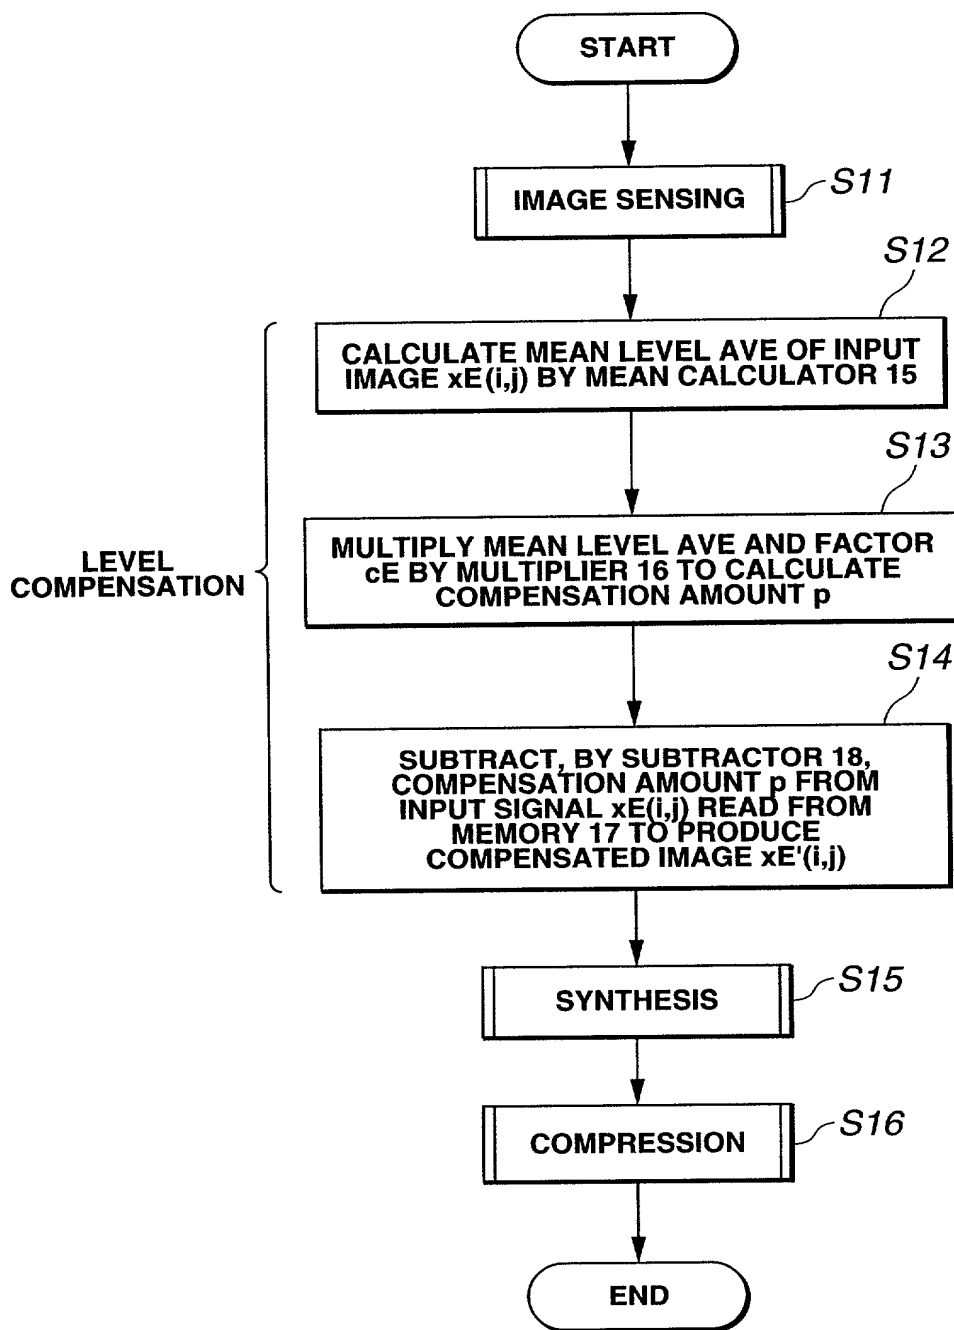 START
IMAGE SENSING
S11
S12
CALCULATE MEAN LEVEL AVE OF INPUT
IMAGE xE(i,j) BY MEAN CALCULATOR 15
S13
MULTIPLY MEAN LEVEL AVE AND FACTOR
cE BY MULTIPLIER 16 TO CALCULATE
COMPENSATION AMOUNT p
LEVEL
COMPENSATION
S14
SUBTRACT, BY SUBTRACTOR 18,
COMPENSATION AMOUNT p FROM
INPUT SIGNAL xE(i,j) READ FROM
MEMORY 17 TO PRODUCE
COMPENSATED IMAGE xE'(i,j)
SYNTHESIS
S15
COMPRESSION
S16
END